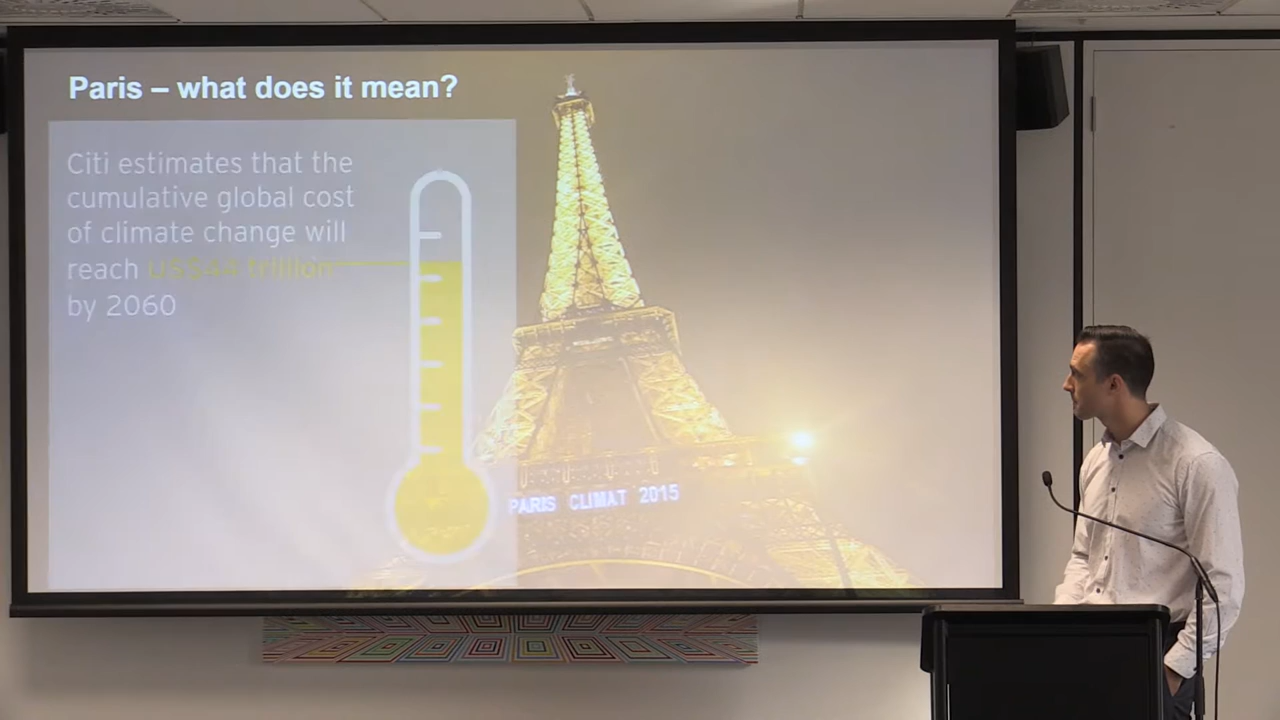 Paris – what does it mean?
Citi estimates that the
cumulative global cost
of climate change will
reach US$44 trillion
by 2060
PARIS CLIMAT 2015